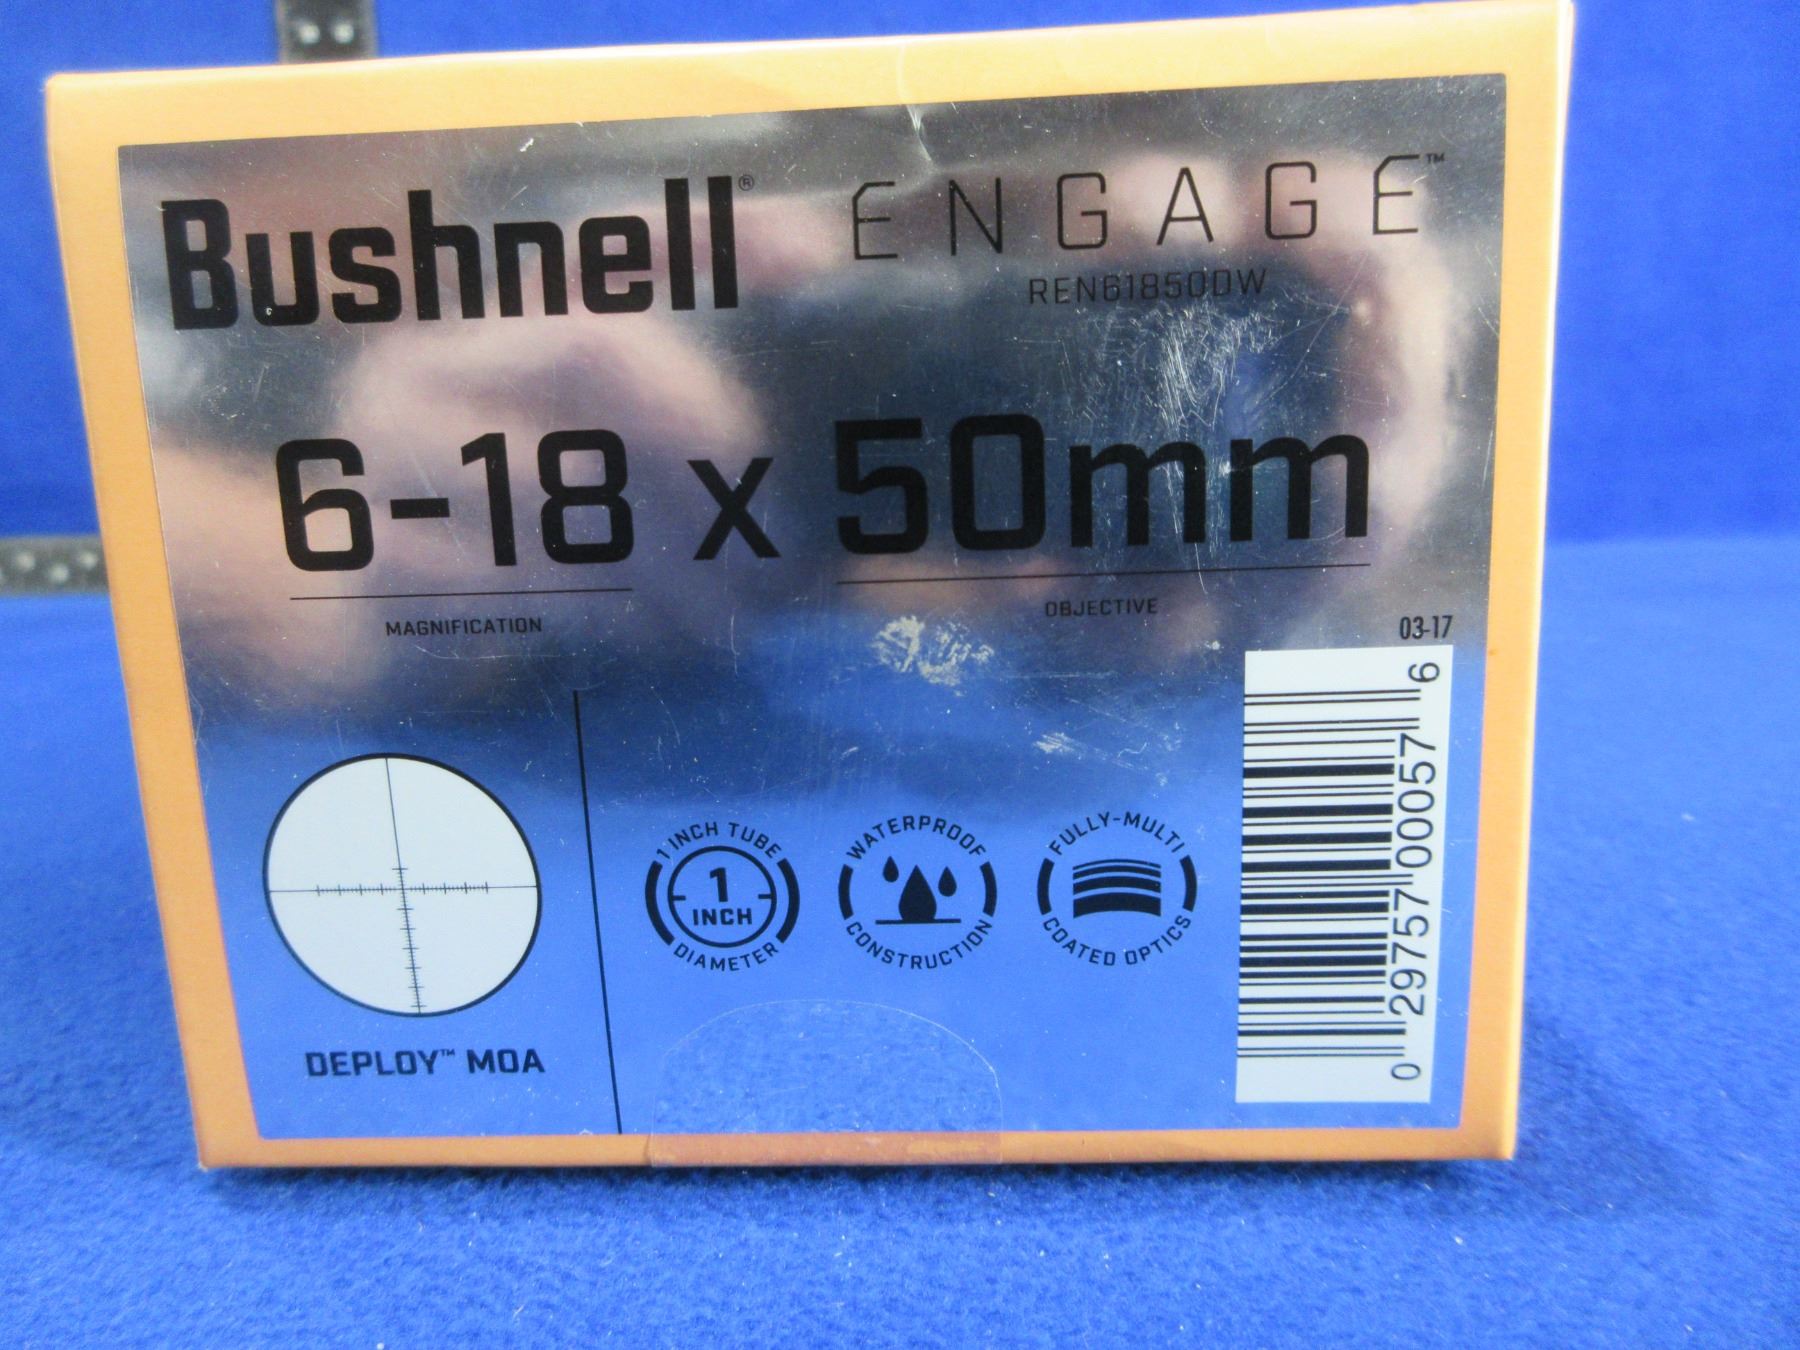 Bushnell® ENGAGE™
REN61850DW
6-18 x 50mm
MAGNIFICATION
OBJECTIVE
03-17
DEPLOY™ MOA
1 INCH TUBE
1
INCH
DIAMETER
WATERPROOF
CONSTRUCTION
FULLY-MULTI
COATED OPTICS
0 29757 00057 6